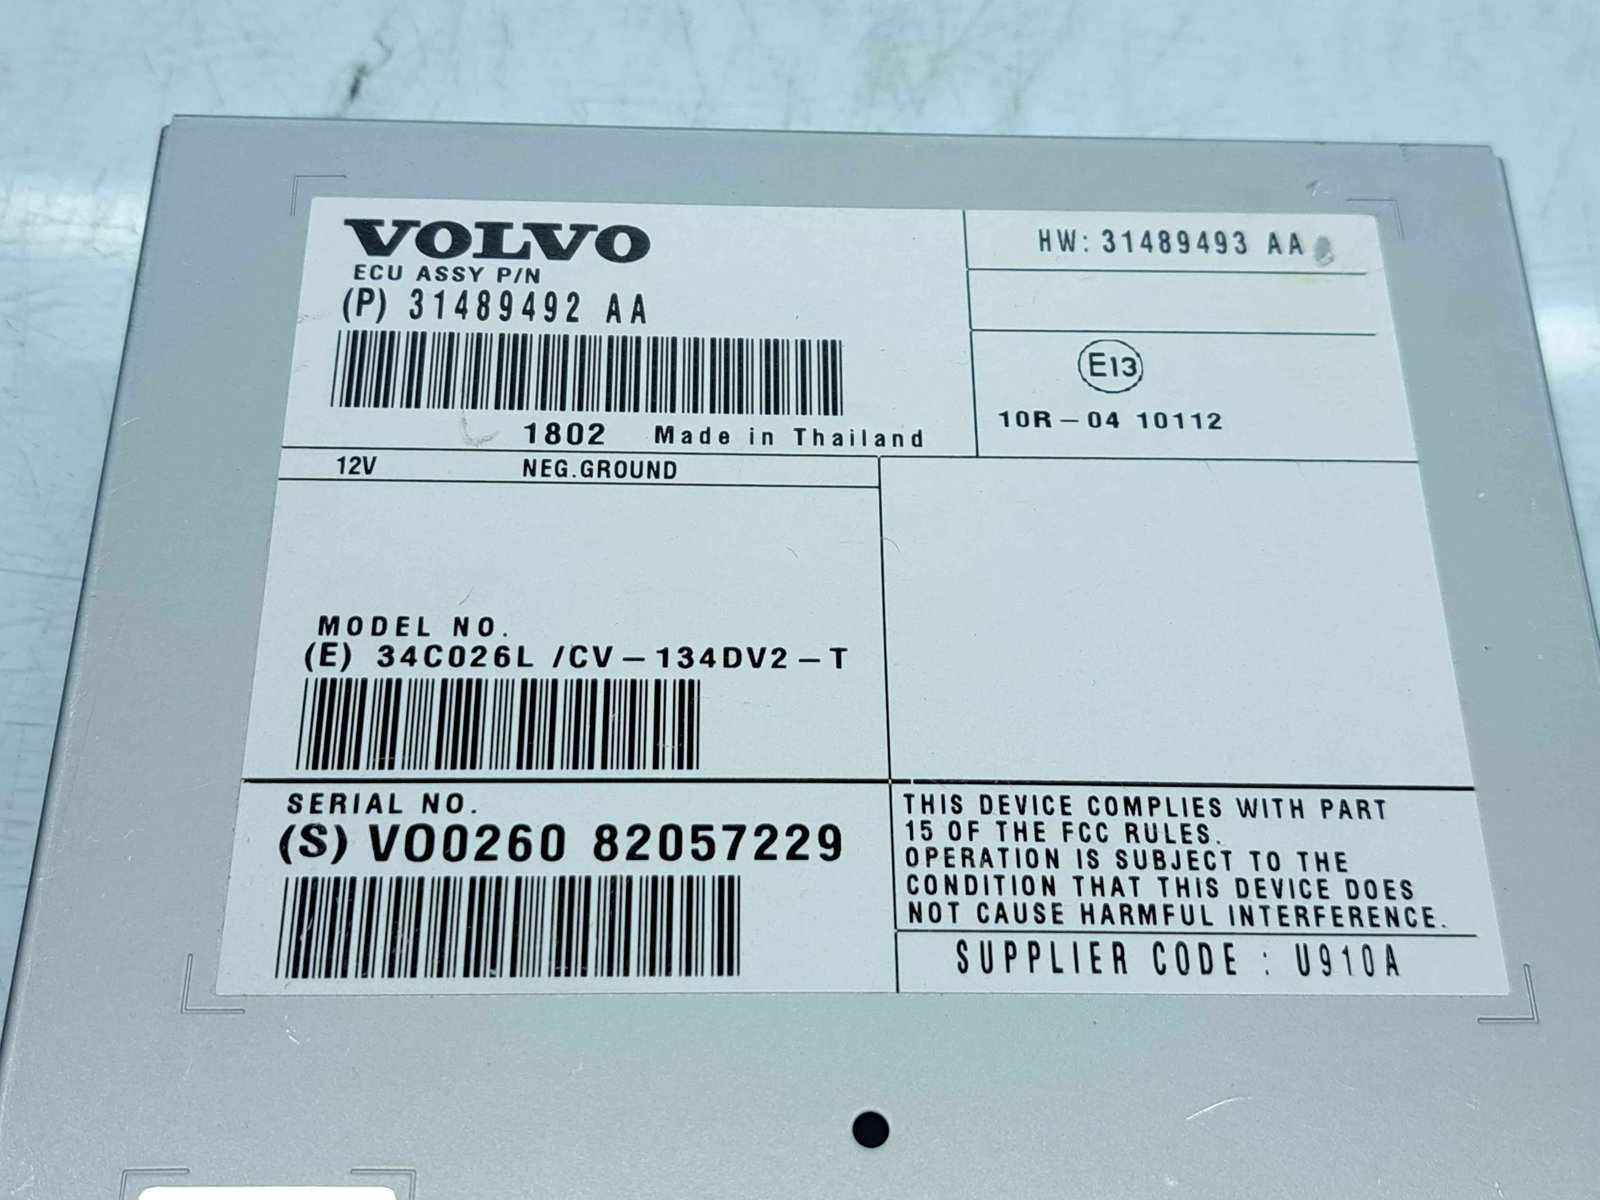 VOLVO
ECU ASSY P/N
(P) 31489492 AA
1802 Made in Thailand
HW: 31489493 AA
E13
10R-04 10112
12V NEG.GROUND
MODEL NO.
(E) 34C026L /CV-134DV2-T
SERIAL NO.
(S) VO0260 82057229
THIS DEVICE COMPLIES WITH PART
15 OF THE FCC RULES.
OPERATION IS SUBJECT TO THE
CONDITION THAT THIS DEVICE DOES
NOT CAUSE HARMFUL INTERFERENCE.
SUPPLIER CODE : U910A